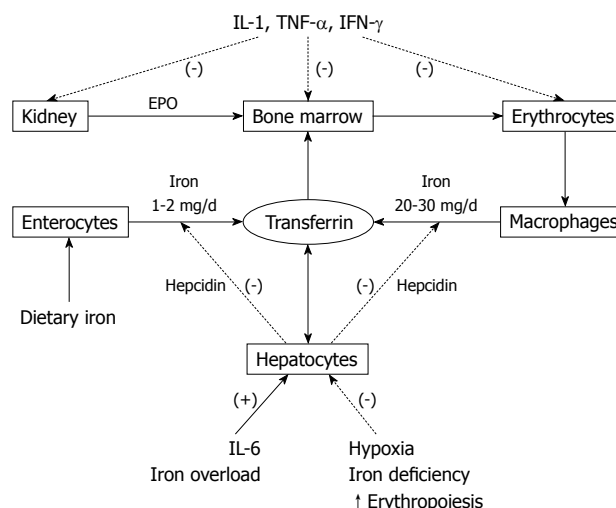 IL-1, TNF-α, IFN-γ
(-)
(-)
(-)
EPO
Kidney
Bone marrow
Erythrocytes
Iron
1-2 mg/d
Iron
20-30 mg/d
Enterocytes
Transferrin
Macrophages
Hepcidin
(-)
(-)
Hepcidin
Dietary iron
Hepatocytes
(+)
(-)
IL-6
Iron overload
Hypoxia
Iron deficiency
↑ Erythropoiesis